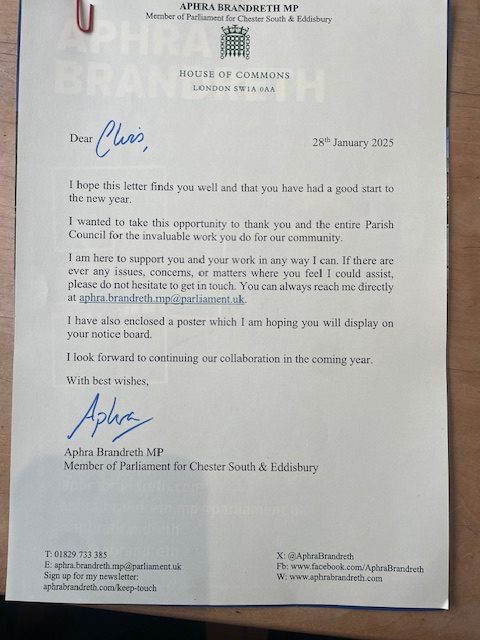 APHRA BRANDRETH MP
Member of Parliament for Chester South & Eddisbury
APHRA
BRANDRETH
HOUSE OF COMMONS
LONDON SW1A 0AA
Dear Chris,
28th January 2025
I hope this letter finds you well and that you have had a good start to
the new year.
I wanted to take this opportunity to thank you and the entire Parish
Council for the invaluable work you do for our community.
I am here to support you and your work in any way I can. If there are
ever any issues, concerns, or matters where you feel I could assist,
please do not hesitate to get in touch. You can always reach me directly
at aphra.brandreth.mp@parliament.uk.
I have also enclosed a poster which I am hoping you will display on
your notice board.
I look forward to continuing our collaboration in the coming year.
With best wishes,
Aphra
Aphra Brandreth MP
Member of Parliament for Chester South & Eddisbury
T: 01829 733 385
E: aphra.brandreth.mp@parliament.uk
Sign up for my newsletter:
aphrabrandreth.com/keep-touch
X: @AphraBrandreth
Fb: www.facebook.com/AphraBrandreth
W: www.aphrabrandreth.com